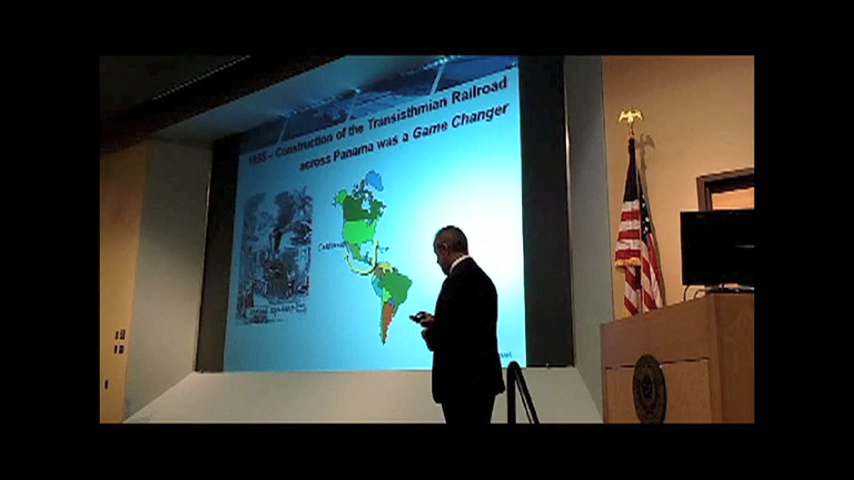 1855 – Construction of the Transisthmian Railroad
across Panama was a Game Changer
California